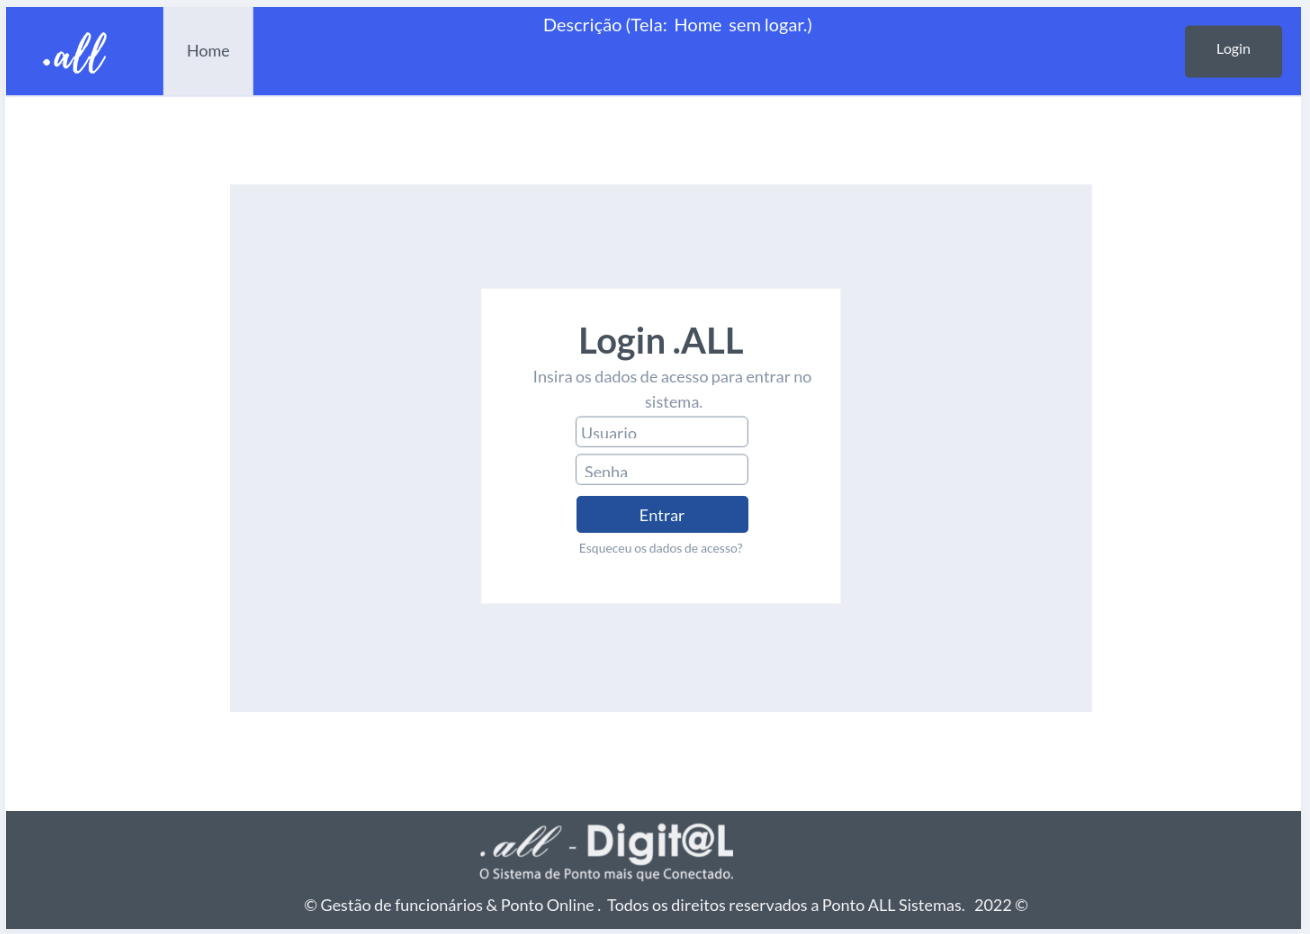 .all
Home
Descrição (Tela: Home sem logar.)
Login
Login .ALL
Insira os dados de acesso para entrar no
sistema.
Usuario
Senha
Entrar
Esqueceu os dados de acesso?
.all - Digit@L
O Sistema de Ponto mais que Conectado.
© Gestão de funcionários & Ponto Online . Todos os direitos reservados a Ponto ALL Sistemas. 2022 ©